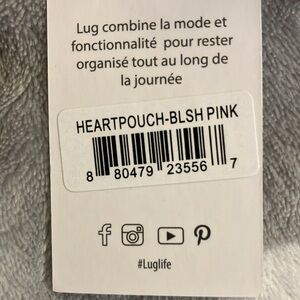 Lug combine la mode et
fonctionnalité pour rester
organisé tout au long de
la journée
HEARTPOUCH-BLSH PINK
8 80479 23556 7
#Luglife